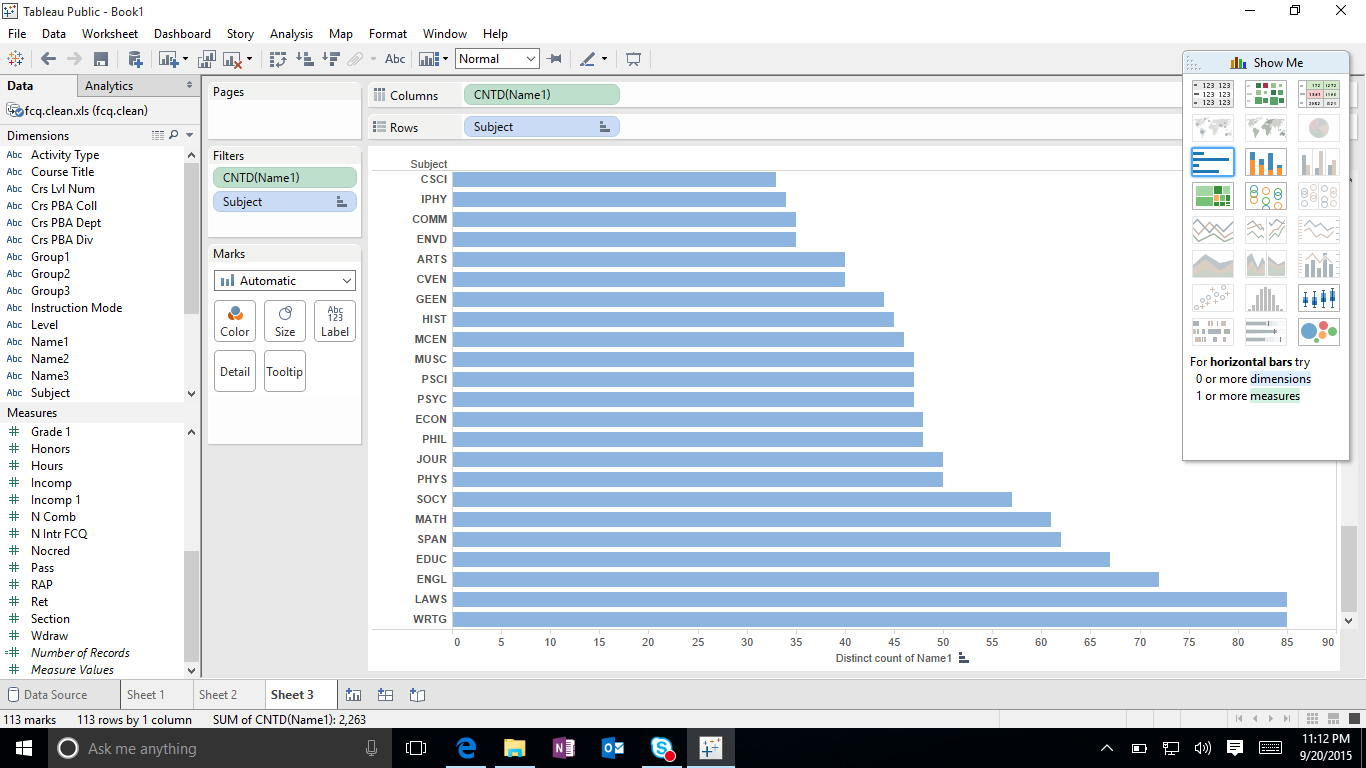 Tableau Public - Book1
File Data Worksheet Dashboard Story Analysis Map Format Window Help
Abc Normal
Data Analytics
fcq.clean.xls (fcq.clean)
Dimensions
Abc Activity Type
Abc Course Title
Abc Crs Lvl Num
Abc Crs PBA Coll
Abc Crs PBA Dept
Abc Crs PBA Div
Abc Group1
Abc Group2
Abc Group3
Abc Instruction Mode
Abc Level
Abc Name1
Abc Name2
Abc Name3
Abc Subject
Measures
Grade 1
Honors
Hours
Incomp
Incomp 1
N Comb
N Intr FCQ
Nocred
Pass
RAP
Ret
Section
Wdraw
Number of Records
Measure Values
Pages
Filters
CNTD(Name1)
Subject
Marks
Automatic
Abc
123
Color Size Label
Detail Tooltip
Columns CNTD(Name1)
Rows Subject
Subject
CSCI
IPHY
COMM
ENVD
ARTS
CVEN
GEEN
HIST
MCEN
MUSC
PSCI
PSYC
ECON
PHIL
JOUR
PHYS
SOCY
MATH
SPAN
EDUC
ENGL
LAWS
WRTG
0 5 10 15 20 25 30 35 40 45 50 55 60 65 70 75 80 85 90
Distinct count of Name1
Show Me
123 123
123 123
123 123
For horizontal bars try
0 or more dimensions
1 or more measures
Data Source Sheet 1 Sheet 2 Sheet 3
113 marks 113 rows by 1 column SUM of CNTD(Name1): 2,263
Ask me anything
11:12 PM
9/20/2015